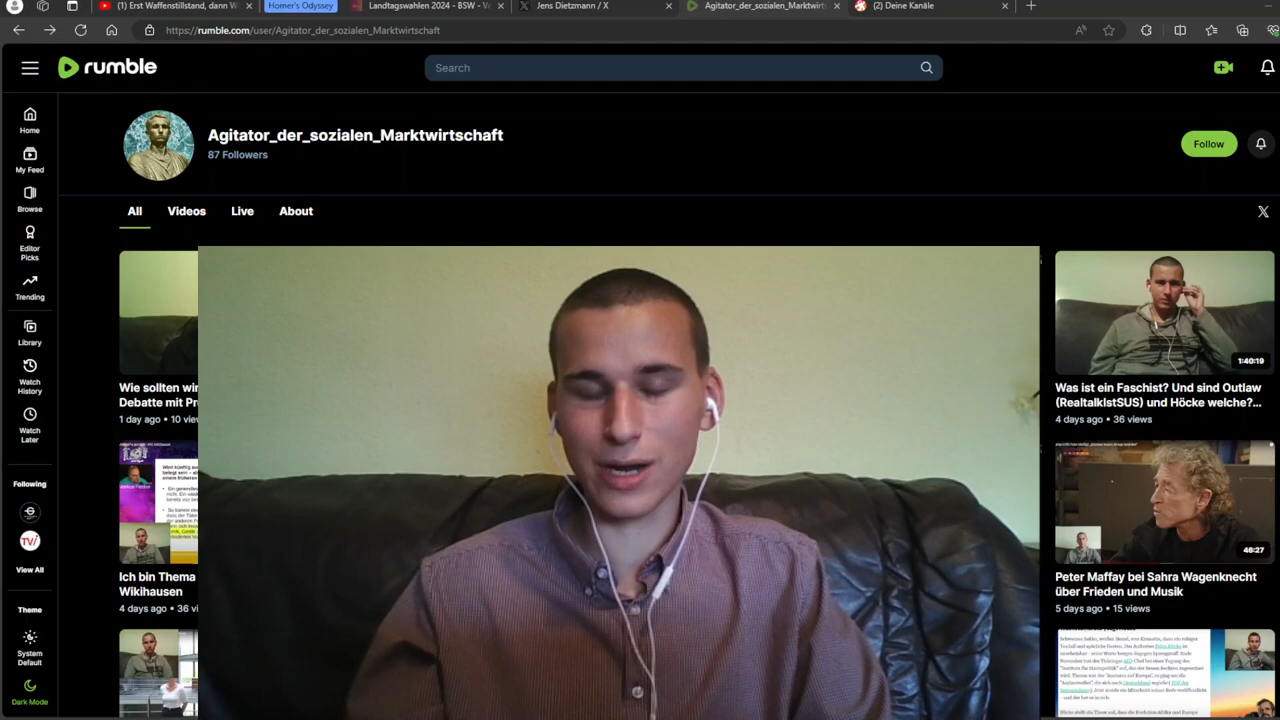 (1) Erst Waffenstillstand, dann W
Homer's Odyssey
Landtagswahlen 2024 - BSW - V
Jens Dietzmann / X
Agitator_der_sozialen_Marktwirtsch
(2) Deine Kanäle
https://rumble.com/user/Agitator_der_sozialen_Marktwirtschaft
rumble
Search
Agitator_der_sozialen_Marktwirtschaft
87 Followers
Follow
All
Videos
Live
About
Home
My Feed
Browse
Editor
Picks
Trending
Library
Watch
History
Watch
Later
Following
View All
Theme
System
Default
Dark Mode
Wie sollten wir
Debatte mit Pr
1 day ago • 10 view
1:40:19
Was ist ein Faschist? Und sind Outlaw
(RealtalkIstSUS) und Höcke welche?...
4 days ago • 36 views
Markus Fiedler
Ich bin Thema
Wikihausen
4 days ago • 36 vi
46:27
Peter Maffay bei Sahra Wagenknecht
über Frieden und Musik
5 days ago • 15 views